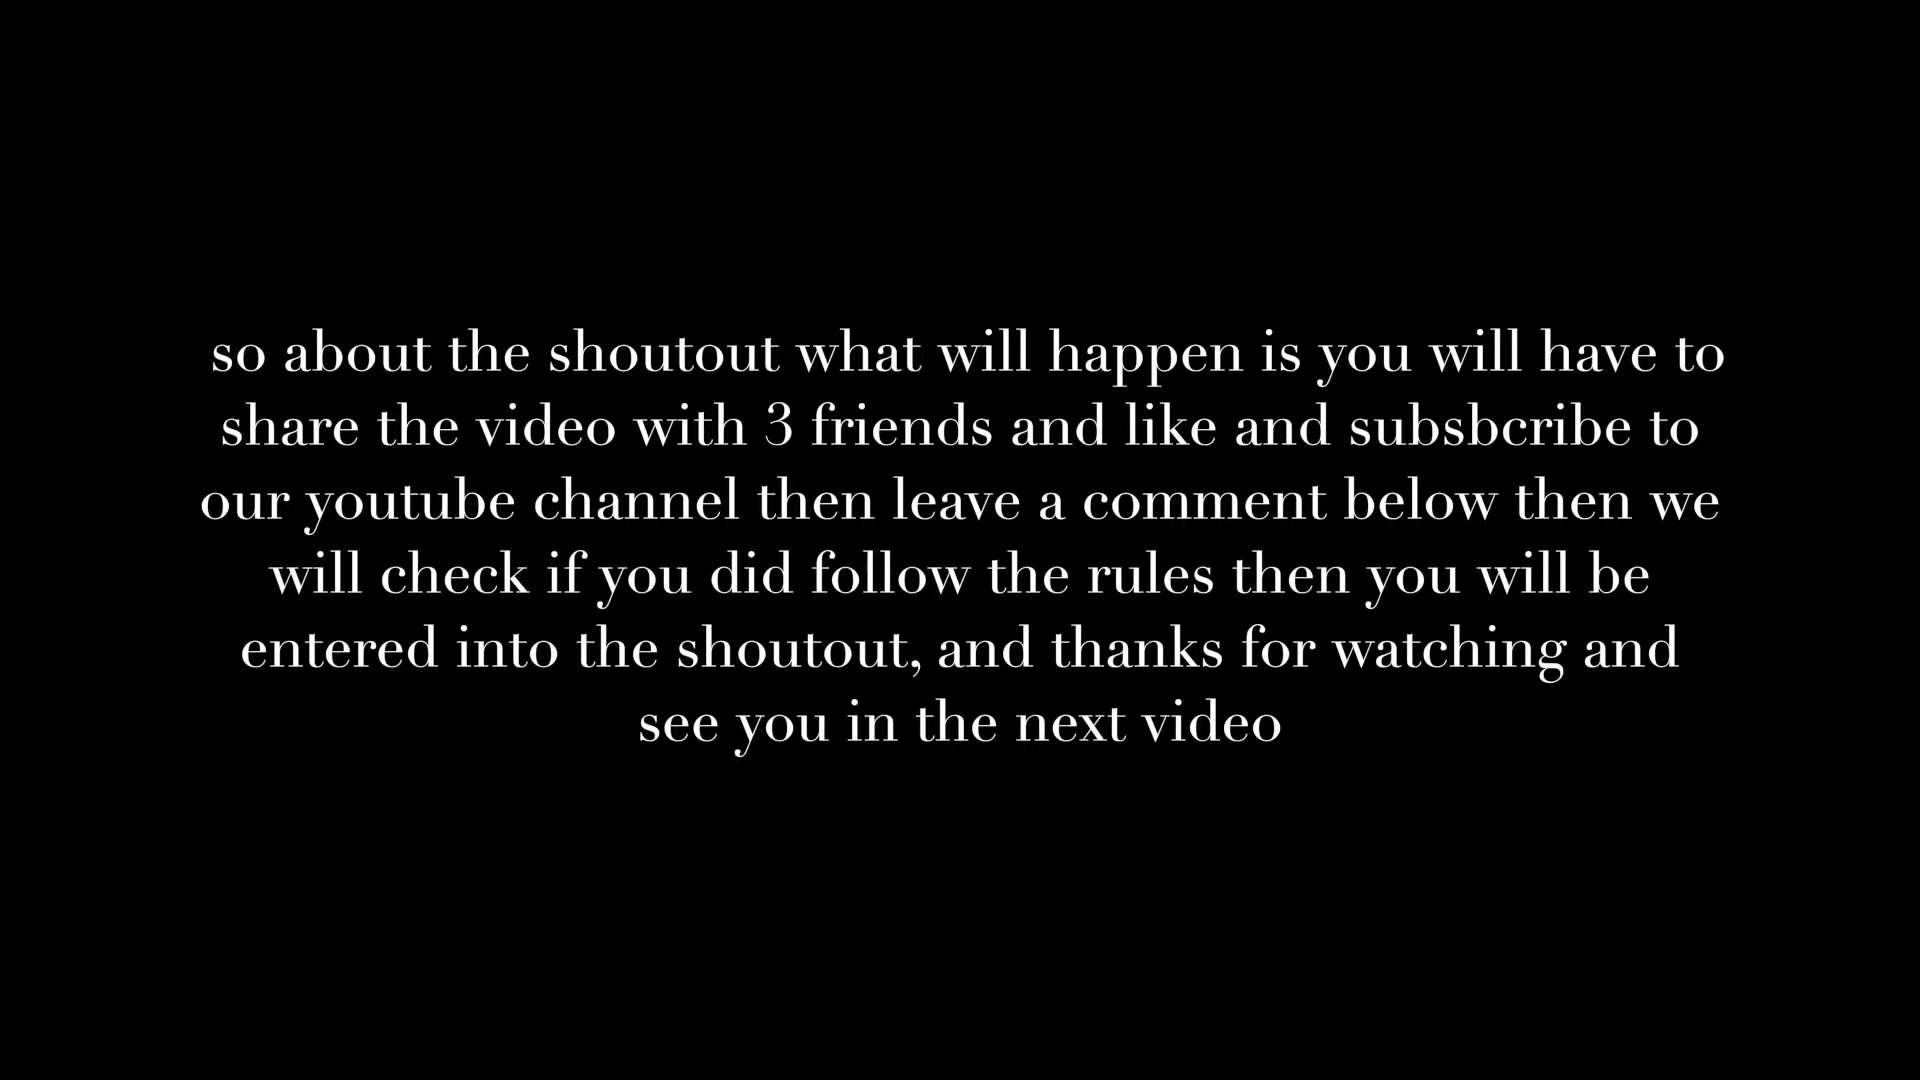 so about the shoutout what will happen is you will have to
share the video with 3 friends and like and subsbcribe to
our youtube channel then leave a comment below then we
will check if you did follow the rules then you will be
entered into the shoutout, and thanks for watching and
see you in the next video